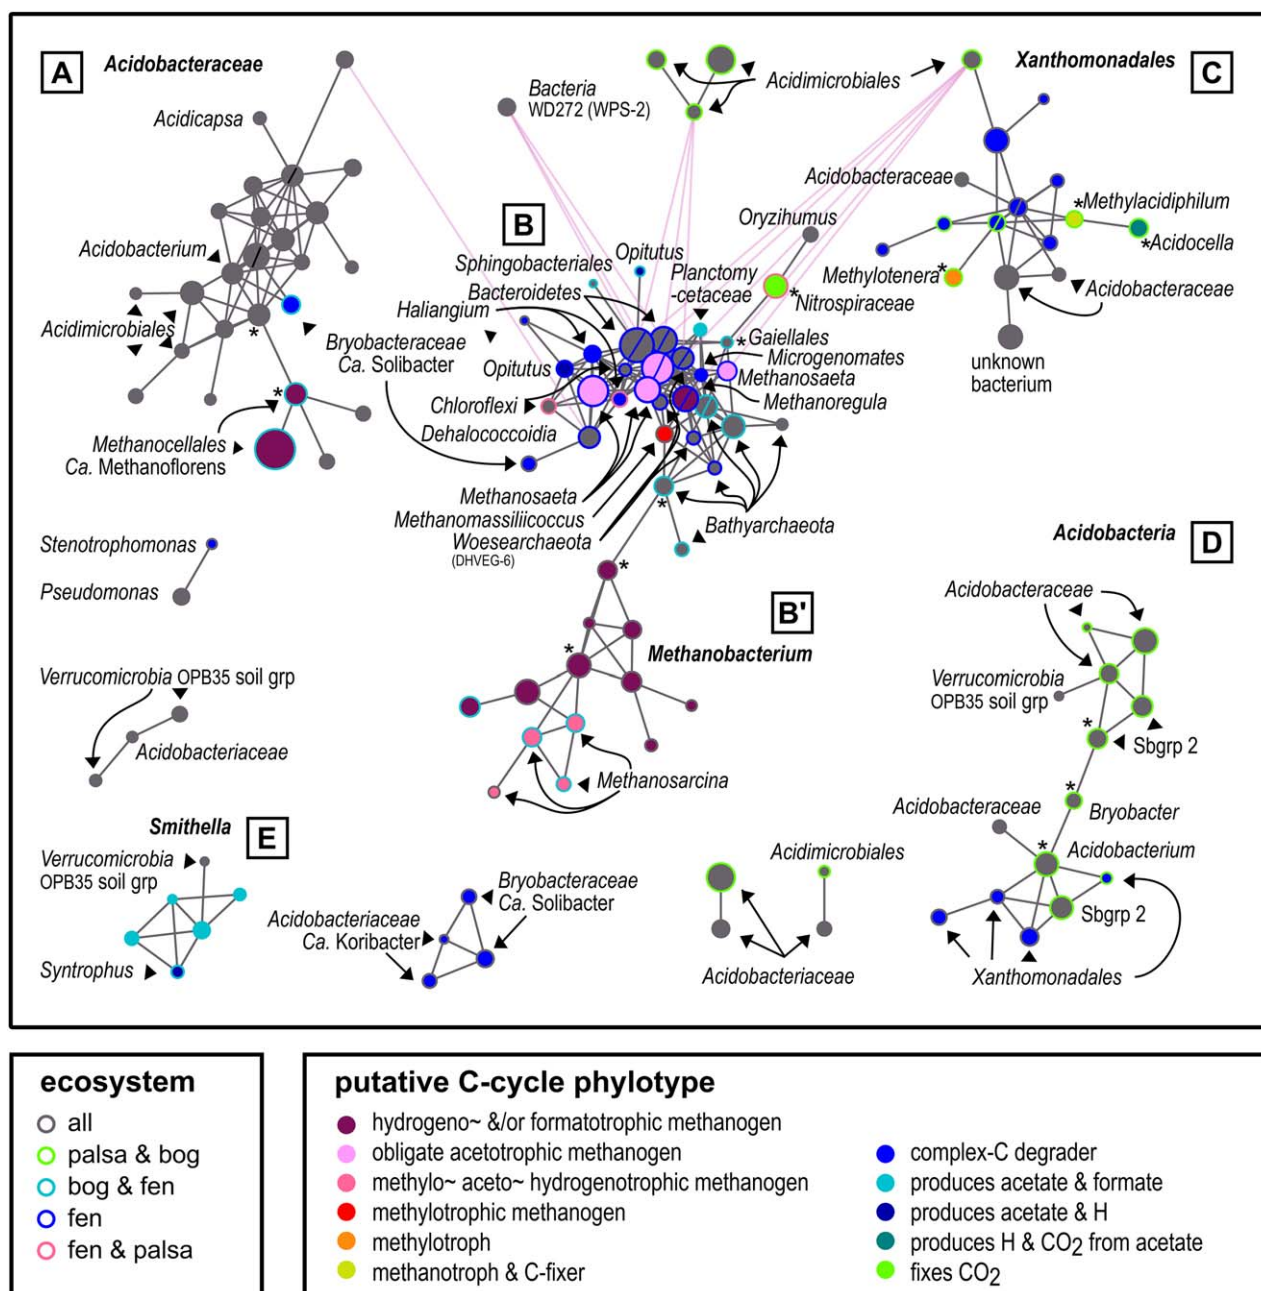 A
Acidobacteraceae
Acidicapsa
Acidobacterium
Acidimicrobiales
*
Bryobacteraceae
Ca. Solibacter
*
Methanocellales
Ca. Methanoflorens
Bacteria
WD272 (WPS-2)
Acidimicrobiales
B
Sphingobacteriales
Opitutus
Bacteroidetes
Haliangium
Planctomy
-cetaceae
Oryzihumus
*
Nitrospiraceae
* Gaiellales
Microgenomates
Methanosaeta
Methanoregula
Opitutus
Chloroflexi
Dehalococcoidia
Methanosaeta
Methanomassiliicoccus
Woesearchaeota
(DHVEG-6)
*
Bathyarchaeota
Xanthomonadales
C
Acidobacteraceae
*Methylacidiphilum
*Acidocella
Methylotenera*
Acidobacteraceae
unknown
bacterium
Stenotrophomonas
Pseudomonas
*
B'
*
Methanobacterium
Methanosarcina
Verrucomicrobia OPB35 soil grp
Acidobacteriaceae
Acidobacteria
D
Acidobacteraceae
Verrucomicrobia
OPB35 soil grp
*
Sbgrp 2
*
Bryobacter
Acidobacteraceae
*
Acidobacterium
Sbgrp 2
Xanthomonadales
Smithella
E
Verrucomicrobia
OPB35 soil grp
Syntrophus
Bryobacteraceae
Ca. Solibacter
Acidobacteriaceae
Ca. Koribacter
Acidimicrobiales
Acidobacteriaceae
ecosystem
all
palsa & bog
bog & fen
fen
fen & palsa
putative C-cycle phylotype
hydrogeno~ &/or formatotrophic methanogen
obligate acetotrophic methanogen
methylo~ aceto~ hydrogenotrophic methanogen
methylotrophic methanogen
methylotroph
methanotroph & C-fixer
complex-C degrader
produces acetate & formate
produces acetate & H
produces H & CO2 from acetate
fixes CO2